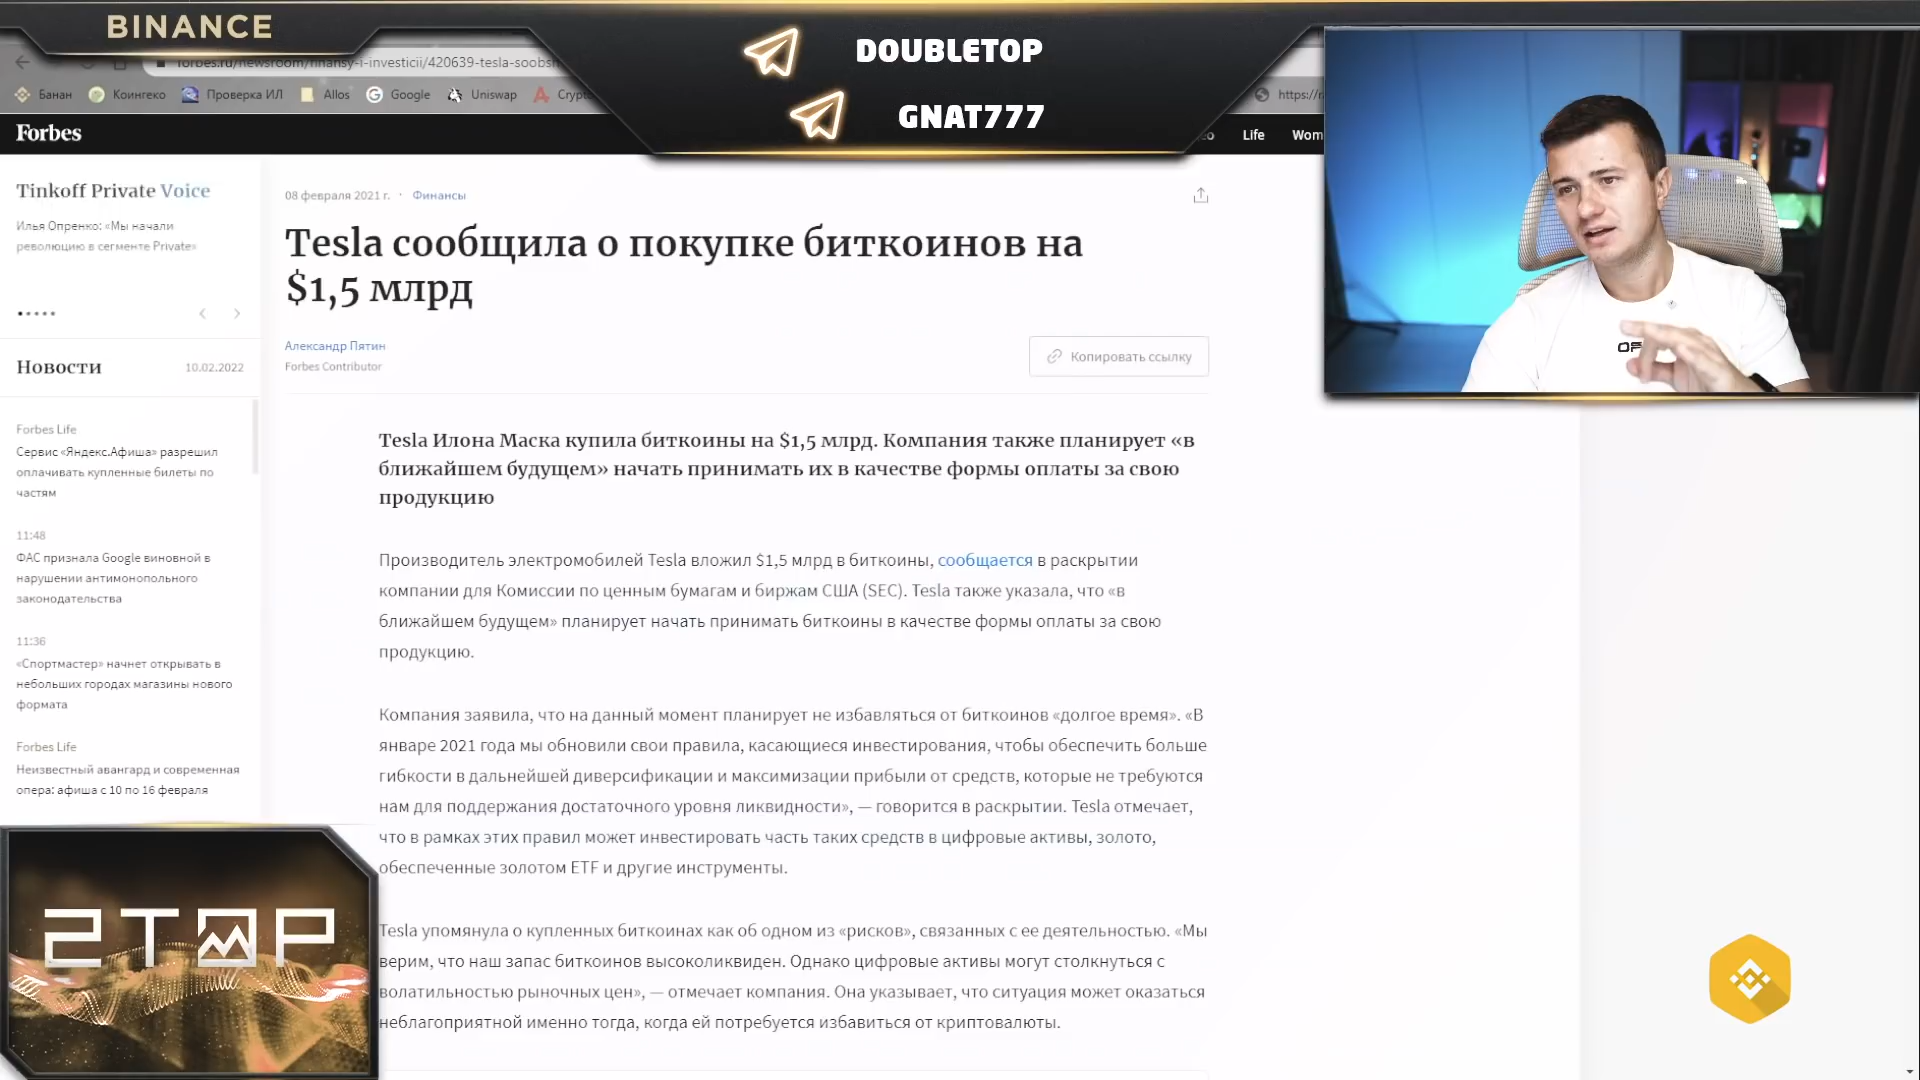 BINANCE
DOUBLETOP
GNAT777
forbes.ru/newsroom/finansy-i-investicii/420639-tesla-soobsh
Банан
Коингеко
Проверка ИЛ
Allos
Google
Uniswap
https://
Forbes
Life
Wom
Tinkoff Private Voice
Илья Опренко: «Мы начали
революцию в сегменте Private»
Новости
10.02.2022
Forbes Life
Сервис «Яндекс.Афиша» разрешил
оплачивать купленные билеты по
частям
11:48
ФАС признала Google виновной в
нарушении антимонопольного
законодательства
11:36
«Спортмастер» начнет открывать в
небольших городах магазины нового
формата
Forbes Life
Неизвестный авангард и современная
опера: афиша с 10 по 16 февраля
08 февраля 2021 г. · Финансы
Tesla сообщила о покупке биткоинов на
$1,5 млрд
Александр Пятин
Forbes Contributor
Копировать ссылку
Tesla Илона Маска купила биткоины на $1,5 млрд. Компания также планирует «в
ближайшем будущем» начать принимать их в качестве формы оплаты за свою
продукцию
Производитель электромобилей Tesla вложил $1,5 млрд в биткоины, сообщается в раскрытии
компании для Комиссии по ценным бумагам и биржам США (SEC). Tesla также указала, что «в
ближайшем будущем» планирует начать принимать биткоины в качестве формы оплаты за свою
продукцию.
Компания заявила, что на данный момент планирует не избавляться от биткоинов «долгое время». «В
январе 2021 года мы обновили свои правила, касающиеся инвестирования, чтобы обеспечить больше
гибкости в дальнейшей диверсификации и максимизации прибыли от средств, которые не требуются
нам для поддержания достаточного уровня ликвидности», — говорится в раскрытии. Tesla отмечает,
что в рамках этих правил может инвестировать часть таких средств в цифровые активы, золото,
обеспеченные золотом ETF и другие инструменты.
Tesla упомянула о купленных биткоинах как об одном из «рисков», связанных с ее деятельностью. «Мы
верим, что наш запас биткоинов высоколиквиден. Однако цифровые активы могут столкнуться с
волатильностью рыночных цен», — отмечает компания. Она указывает, что ситуация может оказаться
неблагоприятной именно тогда, когда ей потребуется избавиться от криптовалюты.
2TOP